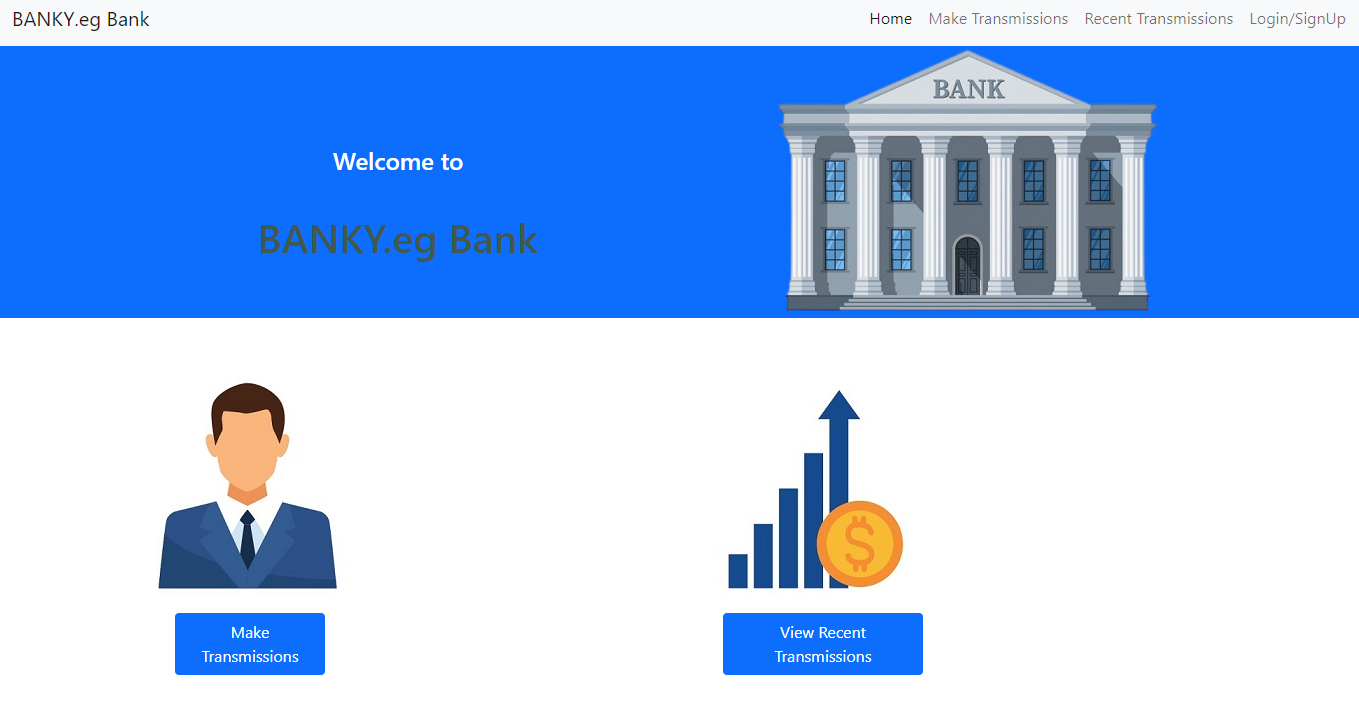 BANKY.eg Bank
Home Make Transmissions Recent Transmissions Login/SignUp
BANK
Welcome to
BANKY.eg Bank
$
Make
Transmissions
View Recent
Transmissions